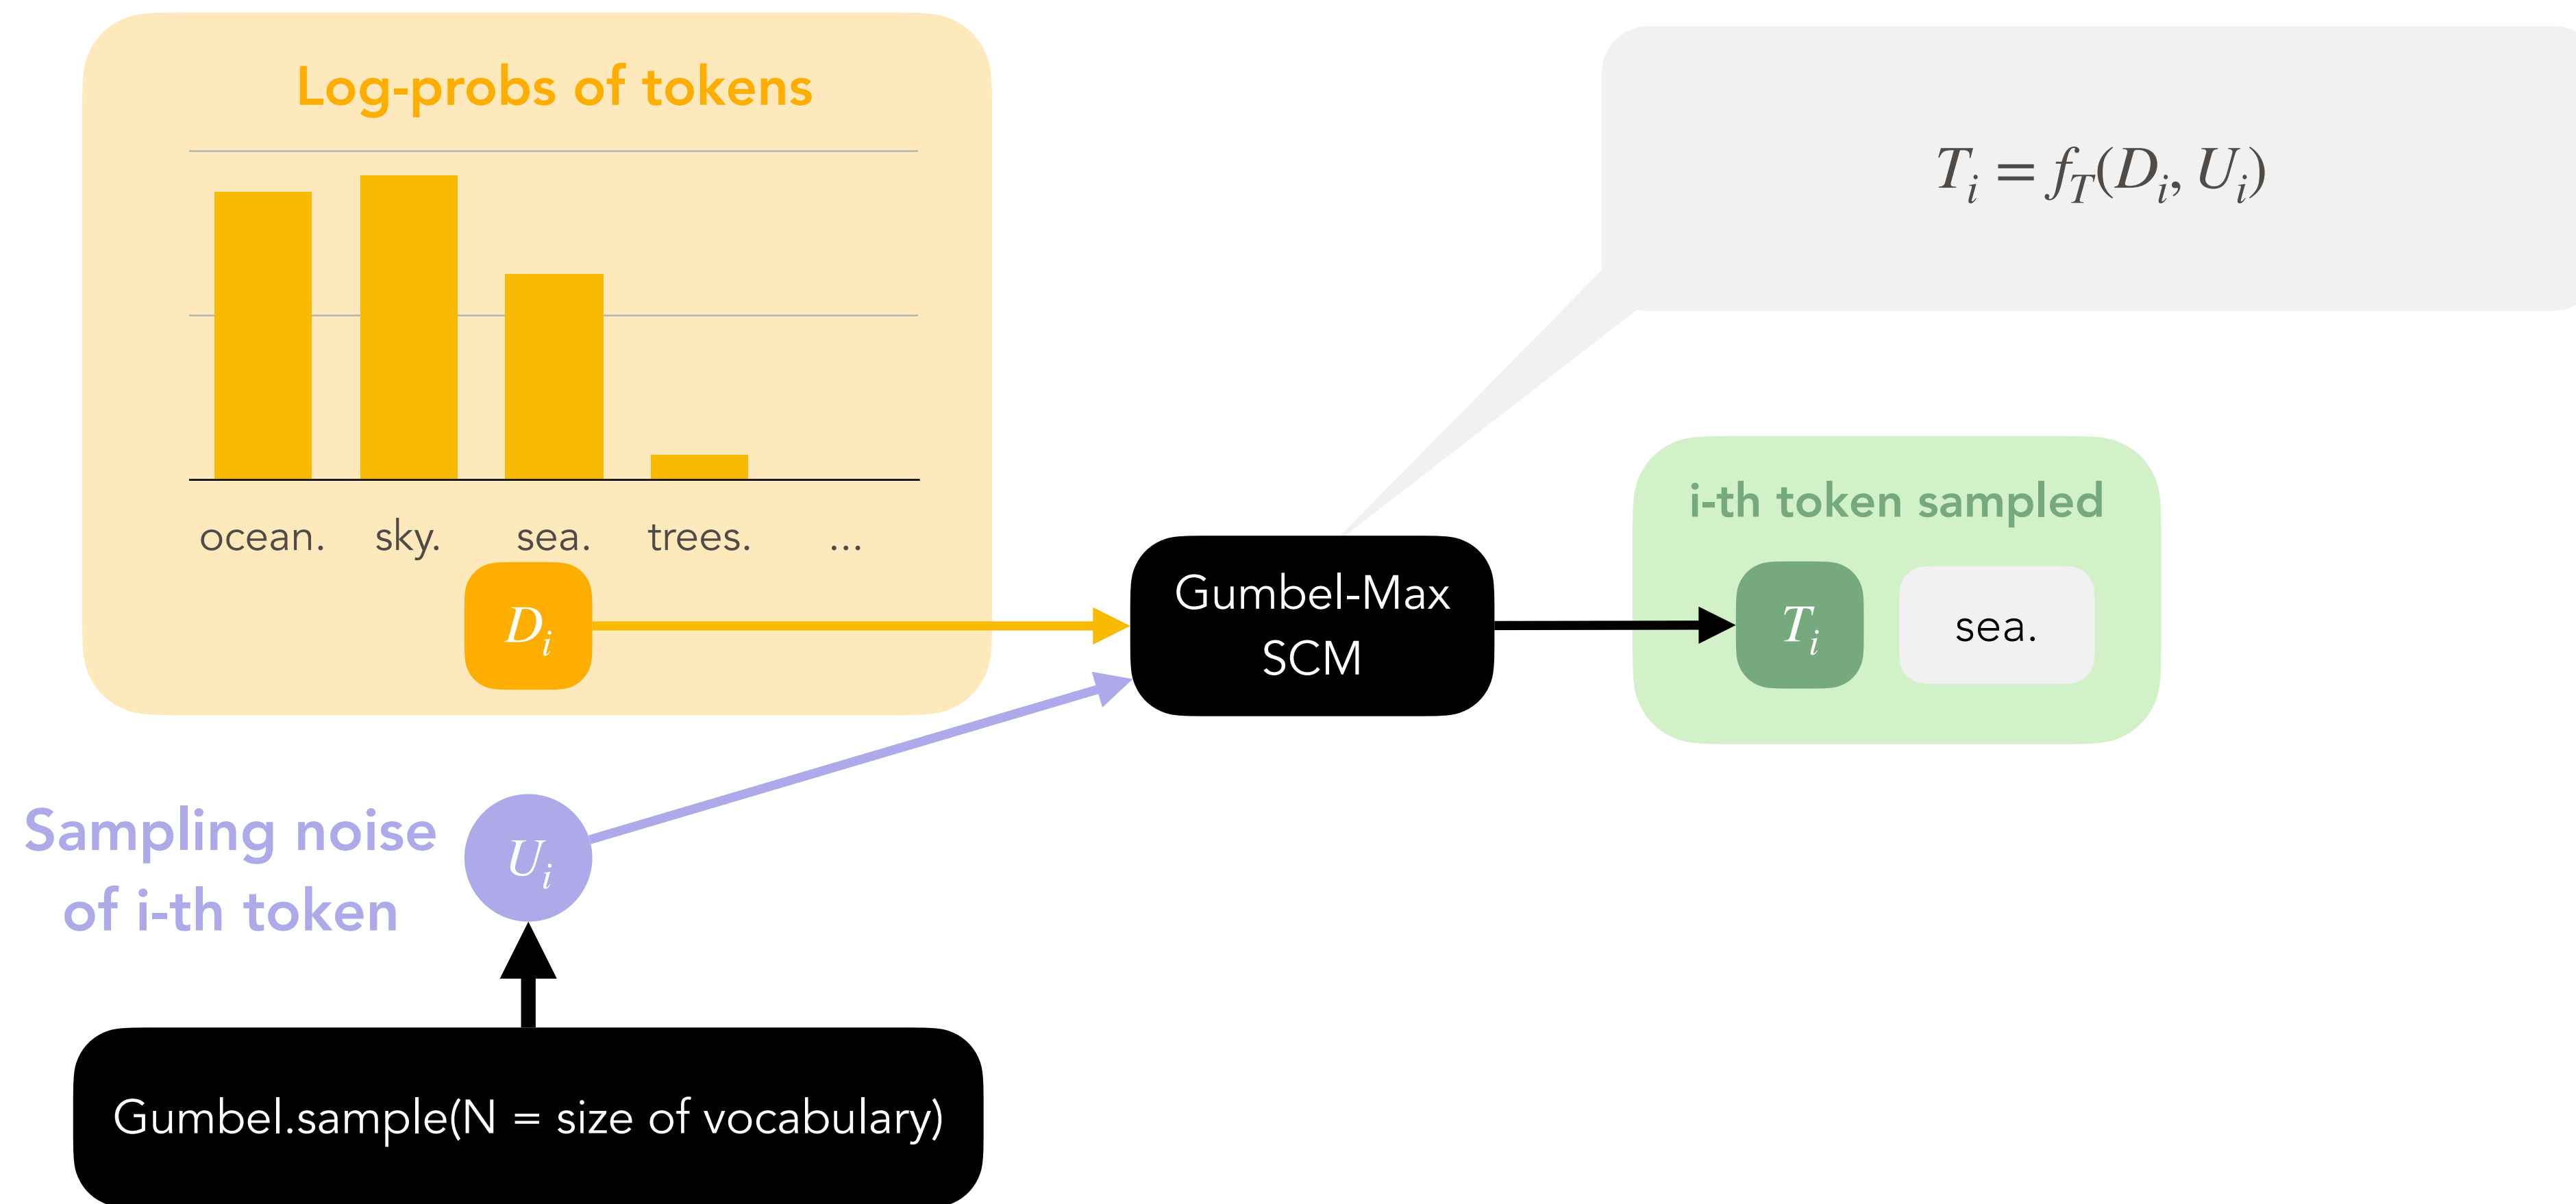 Log-probs of tokens
ocean. sky. sea. trees. ...
D_i
T_i = f_T(D_i, U_i)
i-th token sampled
Gumbel-Max
SCM
T_i
sea.
Sampling noise
of i-th token
U_i
Gumbel.sample(N = size of vocabulary)